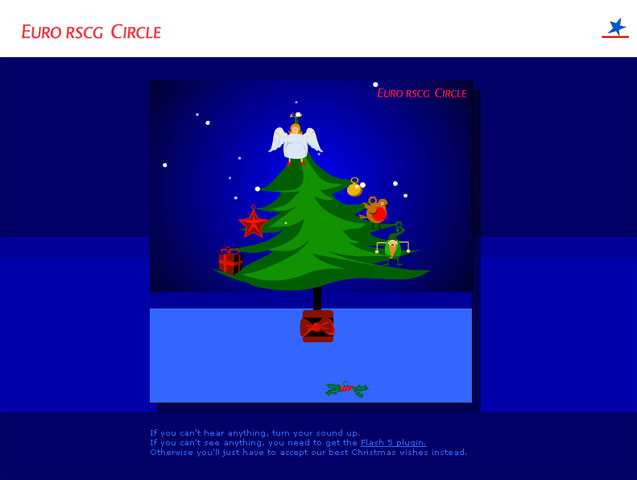 EURO RSCG CIRCLE
EURO RSCG CIRCLE
If you can't hear anything, turn your sound up.
If you can't see anything, you need to get the Flash 5 plugin.
Otherwise you'll just have to accept our best Christmas wishes instead.